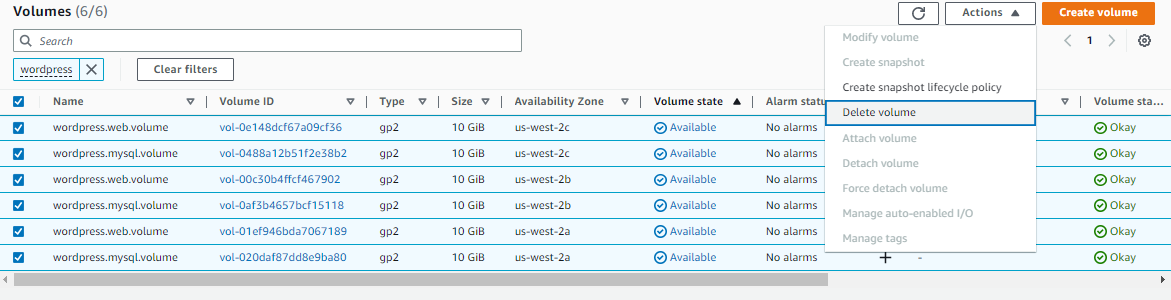 Volumes (6/6) Actions Create volume
Search 1
wordpress Clear filters
Modify volume
Create snapshot
Create snapshot lifecycle policy
Delete volume
Attach volume
Detach volume
Force detach volume
Manage auto-enabled I/O
Manage tags
Name Volume ID Type Size Availability Zone Volume state Alarm statu Volume sta...
wordpress.web.volume vol-0e148dcf67a09cf36 gp2 10 GiB us-west-2c Available No alarms Okay
wordpress.mysql.volume vol-0488a12b51f2e38b2 gp2 10 GiB us-west-2c Available No alarms Okay
wordpress.web.volume vol-00c30b4ffcf467902 gp2 10 GiB us-west-2b Available No alarms Okay
wordpress.mysql.volume vol-0af3b4657bcf15118 gp2 10 GiB us-west-2b Available No alarms Okay
wordpress.web.volume vol-01ef946bda7067189 gp2 10 GiB us-west-2a Available No alarms Okay
wordpress.mysql.volume vol-020daf87dd8e9ba80 gp2 10 GiB us-west-2a Available No alarms + - Okay